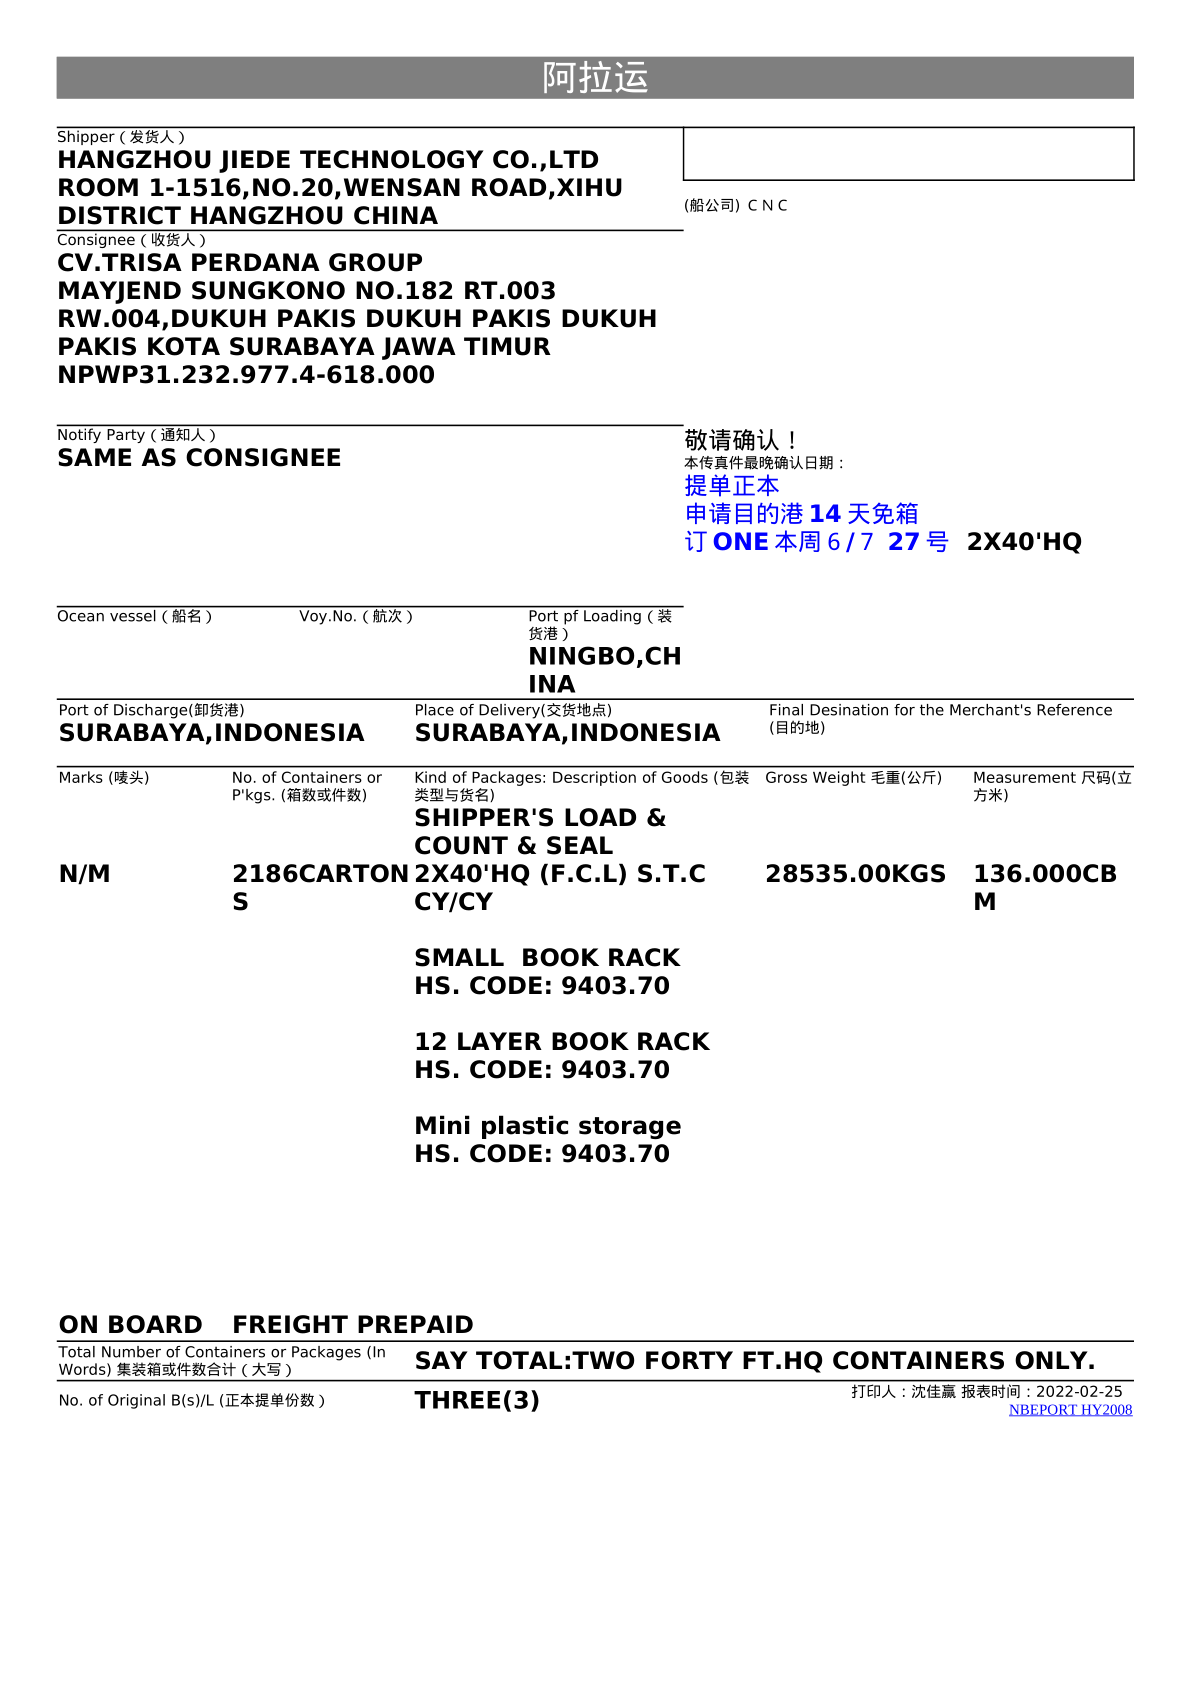 阿拉运
Shipper（发货人）
HANGZHOU JIEDE TECHNOLOGY CO.,LTD
ROOM 1-1516,NO.20,WENSAN ROAD,XIHU
DISTRICT HANGZHOU CHINA
(船公司) ＣＮＣ
Consignee（收货人）
CV.TRISA PERDANA GROUP
MAYJEND SUNGKONO NO.182 RT.003
RW.004,DUKUH PAKIS DUKUH PAKIS DUKUH
PAKIS KOTA SURABAYA JAWA TIMUR
NPWP31.232.977.4-618.000
Notify Party（通知人）
SAME AS CONSIGNEE
敬请确认！
本传真件最晚确认日期：
提单正本
申请目的港 14 天免箱
订 ONE 本周６/７ 27 号 2X40'HQ
Ocean vessel（船名） Voy.No.（航次） Port pf Loading（装
货港）
NINGBO,CH
INA
Port of Discharge(卸货港) Place of Delivery(交货地点) Final Desination for the Merchant's Reference
(目的地)
SURABAYA,INDONESIA SURABAYA,INDONESIA
Marks (唛头) No. of Containers or Kind of Packages: Description of Goods (包装 Gross Weight 毛重(公斤) Measurement 尺码(立
P'kgs. (箱数或件数) 类型与货名) 方米)
SHIPPER'S LOAD &
COUNT & SEAL
N/M 2186CARTON 2X40'HQ (F.C.L) S.T.C 28535.00KGS 136.000CB
S CY/CY M
SMALL  BOOK RACK
HS. CODE: 9403.70
12 LAYER BOOK RACK
HS. CODE: 9403.70
Mini plastic storage
HS. CODE: 9403.70
ON BOARD FREIGHT PREPAID
Total Number of Containers or Packages (In
Words) 集装箱或件数合计（大写）
SAY TOTAL:TWO FORTY FT.HQ CONTAINERS ONLY.
No. of Original B(s)/L (正本提单份数） THREE(3)
打印人：沈佳赢 报表时间：2022-02-25
NBEPORT HY2008